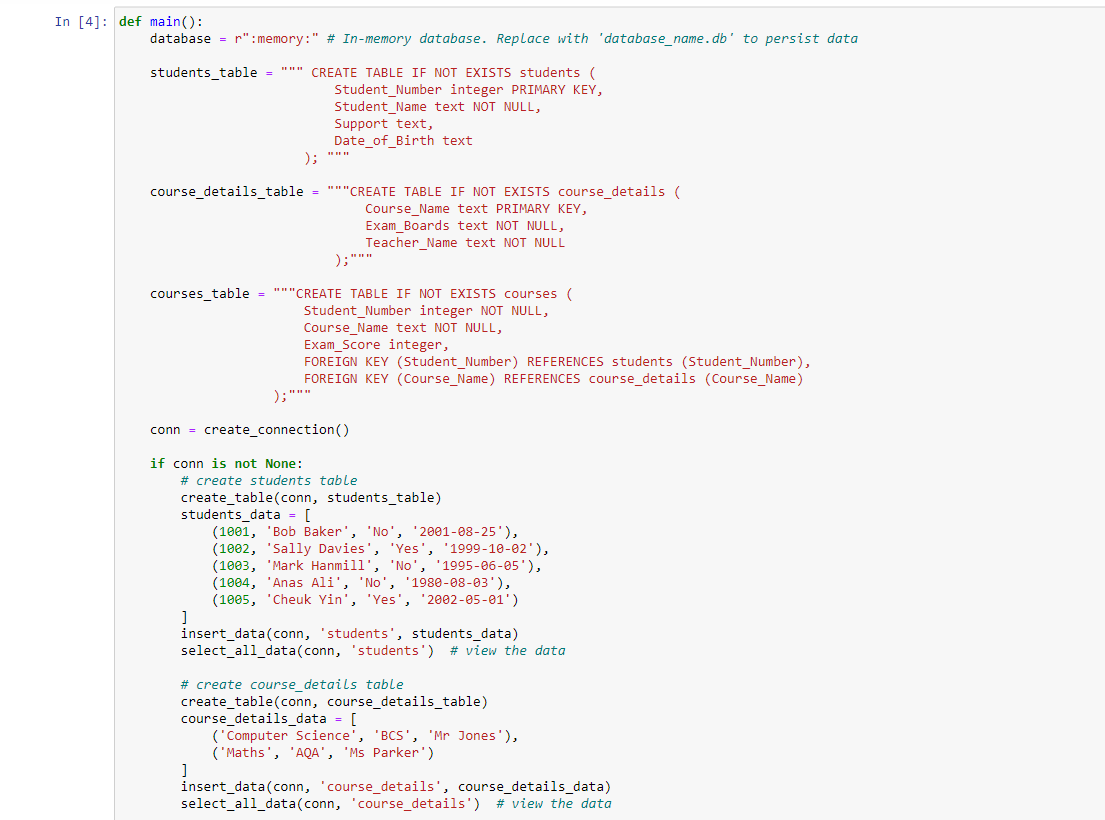 In [4]: def main():
    database = r":memory:" # In-memory database. Replace with 'database_name.db' to persist data

    students_table = """ CREATE TABLE IF NOT EXISTS students (
                            Student_Number integer PRIMARY KEY,
                            Student_Name text NOT NULL,
                            Support text,
                            Date_of_Birth text
                        ); """

    course_details_table = """CREATE TABLE IF NOT EXISTS course_details (
                                Course_Name text PRIMARY KEY,
                                Exam_Boards text NOT NULL,
                                Teacher_Name text NOT NULL
                            );"""

    courses_table = """CREATE TABLE IF NOT EXISTS courses (
                        Student_Number integer NOT NULL,
                        Course_Name text NOT NULL,
                        Exam_Score integer,
                        FOREIGN KEY (Student_Number) REFERENCES students (Student_Number),
                        FOREIGN KEY (Course_Name) REFERENCES course_details (Course_Name)
                    );"""

    conn = create_connection()

    if conn is not None:
        # create students table
        create_table(conn, students_table)
        students_data = [
            (1001, 'Bob Baker', 'No', '2001-08-25'),
            (1002, 'Sally Davies', 'Yes', '1999-10-02'),
            (1003, 'Mark Hanmill', 'No', '1995-06-05'),
            (1004, 'Anas Ali', 'No', '1980-08-03'),
            (1005, 'Cheuk Yin', 'Yes', '2002-05-01')
        ]
        insert_data(conn, 'students', students_data)
        select_all_data(conn, 'students')  # view the data

        # create course_details table
        create_table(conn, course_details_table)
        course_details_data = [
            ('Computer Science', 'BCS', 'Mr Jones'),
            ('Maths', 'AQA', 'Ms Parker')
        ]
        insert_data(conn, 'course_details', course_details_data)
        select_all_data(conn, 'course_details')  # view the data